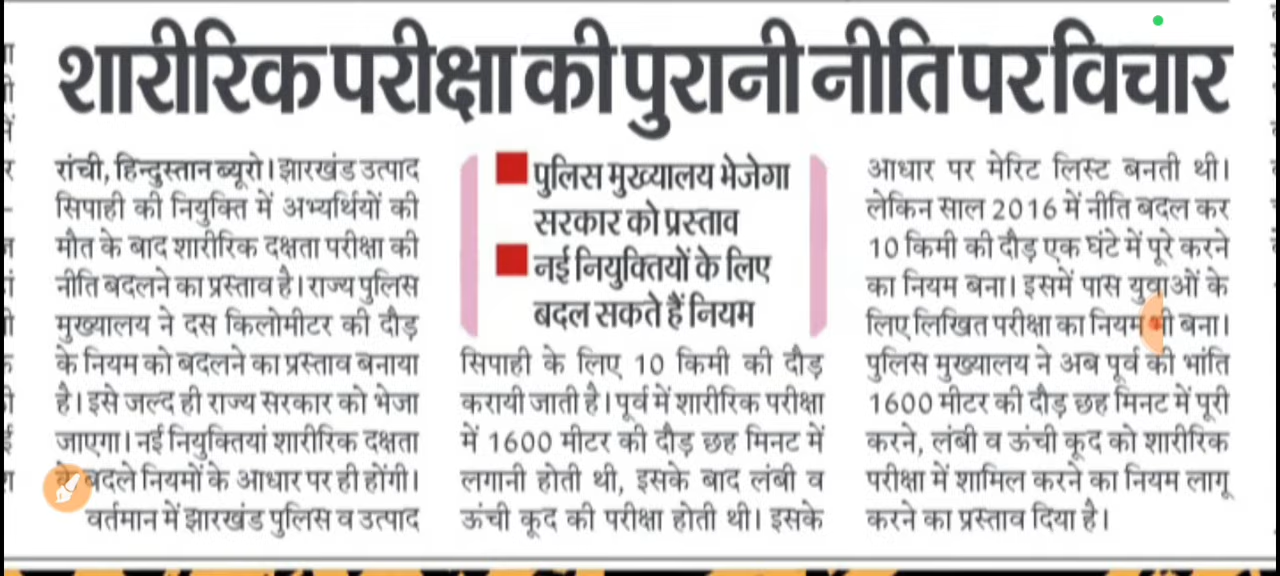 शारीरिक परीक्षा की पुरानी नीति पर विचार
रांची, हिन्दुस्तान ब्यूरो। झारखंड उत्पाद
सिपाही की नियुक्ति में अभ्यर्थियों की
मौत के बाद शारीरिक दक्षता परीक्षा की
नीति बदलने का प्रस्ताव है। राज्य पुलिस
मुख्यालय ने दस किलोमीटर की दौड़
के नियम को बदलने का प्रस्ताव बनाया
है। इसे जल्द ही राज्य सरकार को भेजा
जाएगा। नई नियुक्तियां शारीरिक दक्षता
के बदले नियमों के आधार पर ही होंगी।
वर्तमान में झारखंड पुलिस व उत्पाद
पुलिस मुख्यालय भेजेगा
सरकार को प्रस्ताव
नई नियुक्तियों के लिए
बदल सकते हैं नियम
सिपाही के लिए 10 किमी की दौड़
करायी जाती है। पूर्व में शारीरिक परीक्षा
में 1600 मीटर की दौड़ छह मिनट में
लगानी होती थी, इसके बाद लंबी व
ऊंची कूद की परीक्षा होती थी। इसके
आधार पर मेरिट लिस्ट बनती थी।
लेकिन साल 2016 में नीति बदल कर
10 किमी की दौड़ एक घंटे में पूरे करने
का नियम बना। इसमें पास युवाओं के
लिए लिखित परीक्षा का नियम भी बना।
पुलिस मुख्यालय ने अब पूर्व की भांति
1600 मीटर की दौड़ छह मिनट में पूरी
करने, लंबी व ऊंची कूद को शारीरिक
परीक्षा में शामिल करने का नियम लागू
करने का प्रस्ताव दिया है।